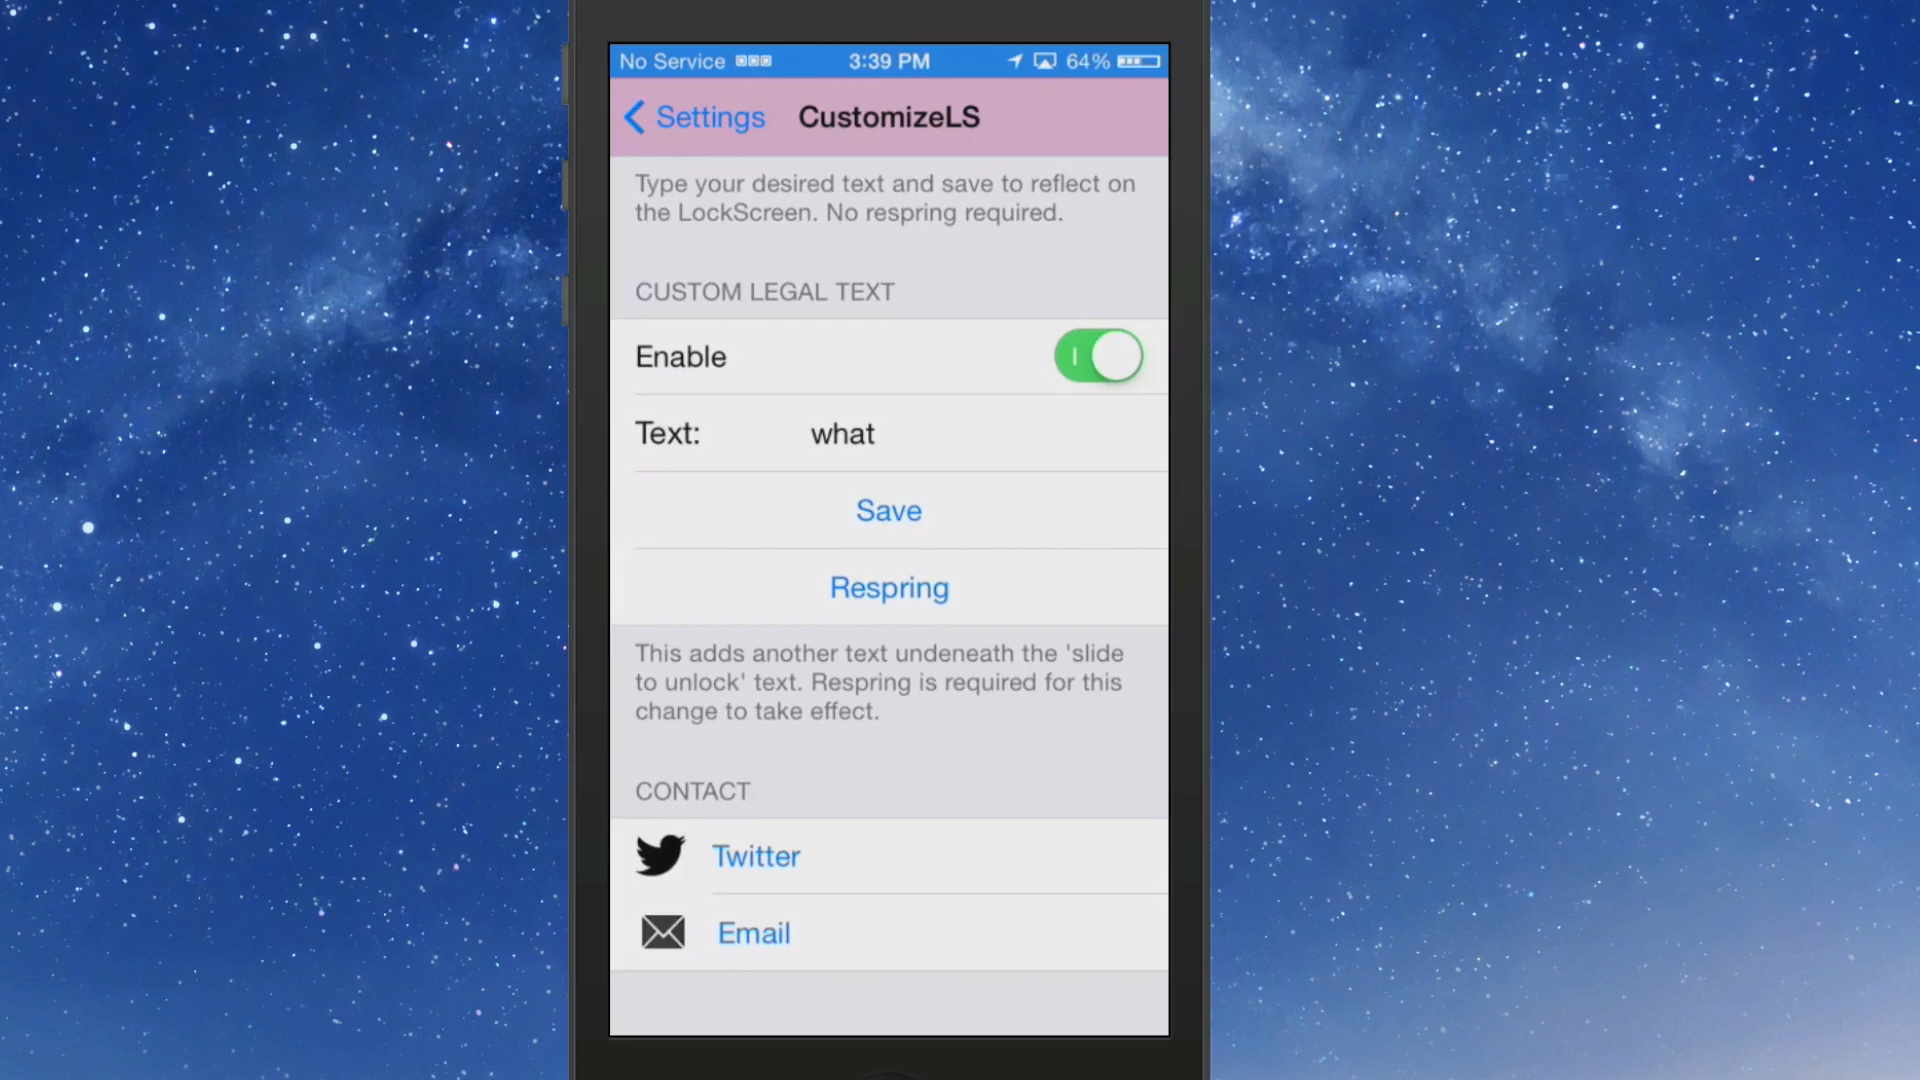 No Service 3:39 PM 64%
Settings CustomizeLS
Type your desired text and save to reflect on
the LockScreen. No respring required.
CUSTOM LEGAL TEXT
Enable
Text: what
Save
Respring
This adds another text undeneath the 'slide
to unlock' text. Respring is required for this
change to take effect.
CONTACT
Twitter
Email